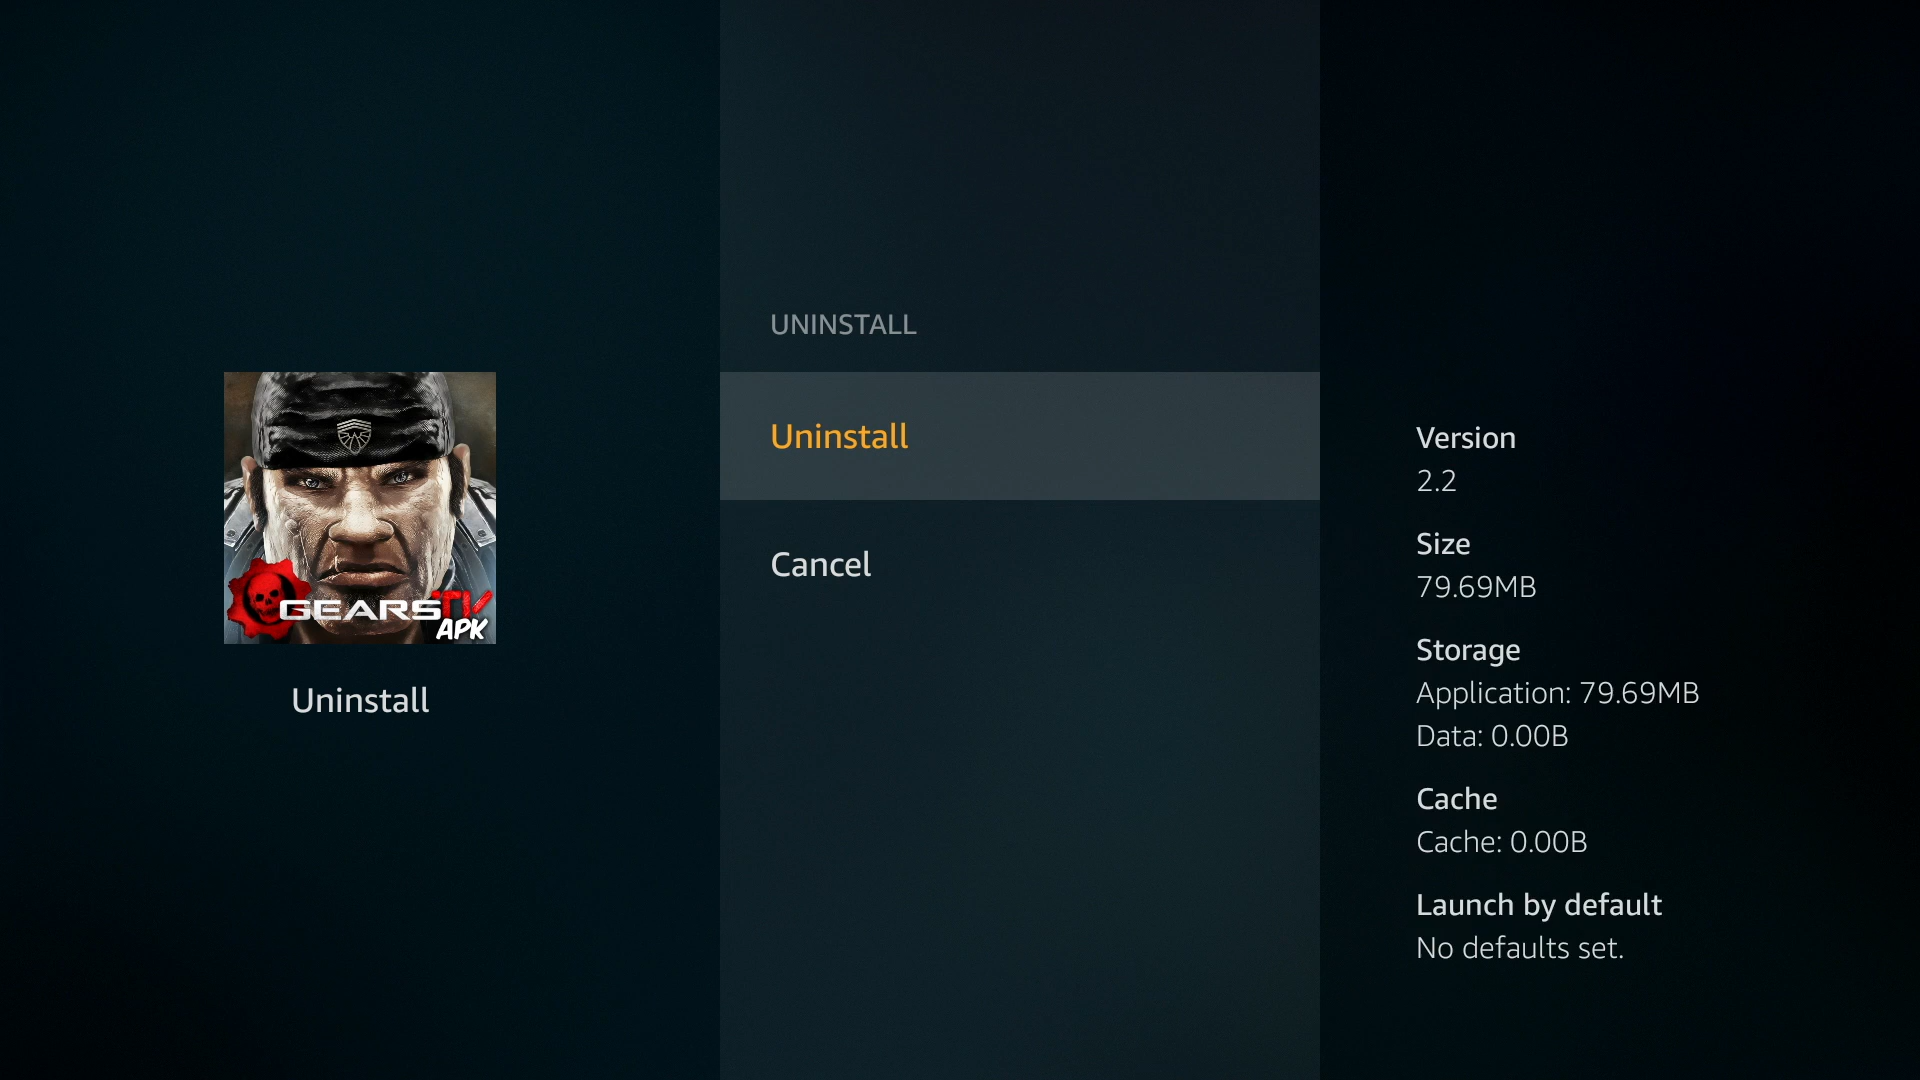 GEARSTV
APK
Uninstall
UNINSTALL
Uninstall
Cancel
Version
2.2
Size
79.69MB
Storage
Application: 79.69MB
Data: 0.00B
Cache
Cache: 0.00B
Launch by default
No defaults set.